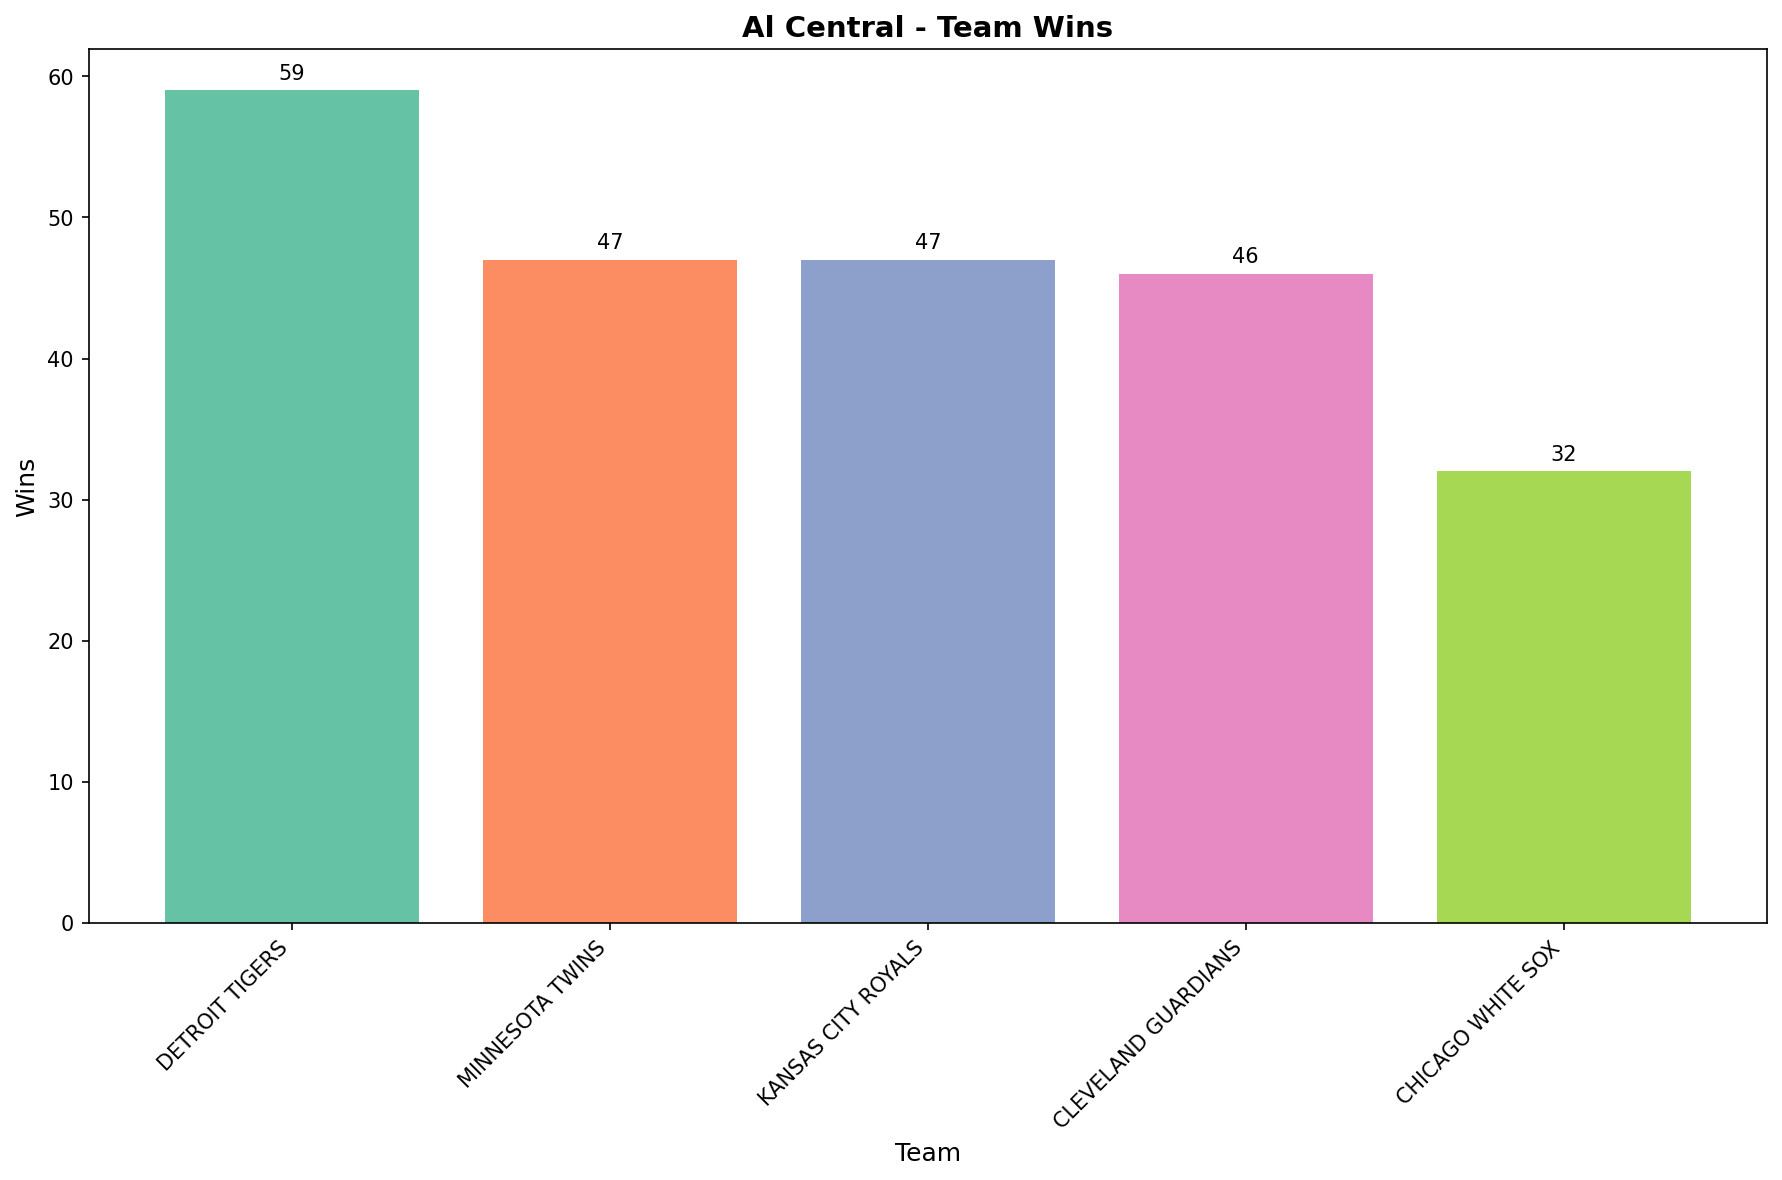 Al Central - Team Wins
Wins
60
50
40
30
20
10
0
59
47
47
46
32
DETROIT TIGERS
MINNESOTA TWINS
KANSAS CITY ROYALS
CLEVELAND GUARDIANS
CHICAGO WHITE SOX
Team